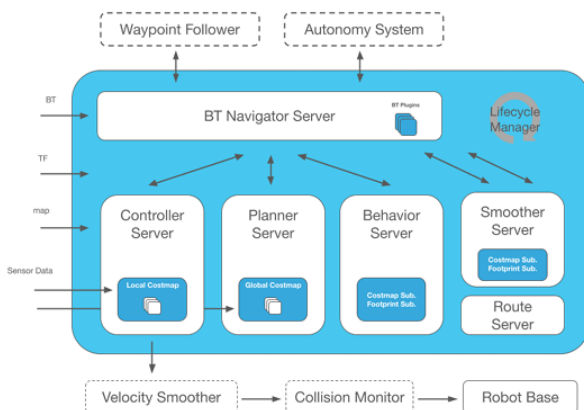 Waypoint Follower
Autonomy System
BT
BT Navigator Server
BT Plugins
Lifecycle
Manager
TF
map
Sensor Data
Controller
Server
Local Costmap
Planner
Server
Global Costmap
Behavior
Server
Costmap Sub.
Footprint Sub.
Smoother
Server
Costmap Sub.
Footprint Sub.
Route
Server
Velocity Smoother
Collision Monitor
Robot Base